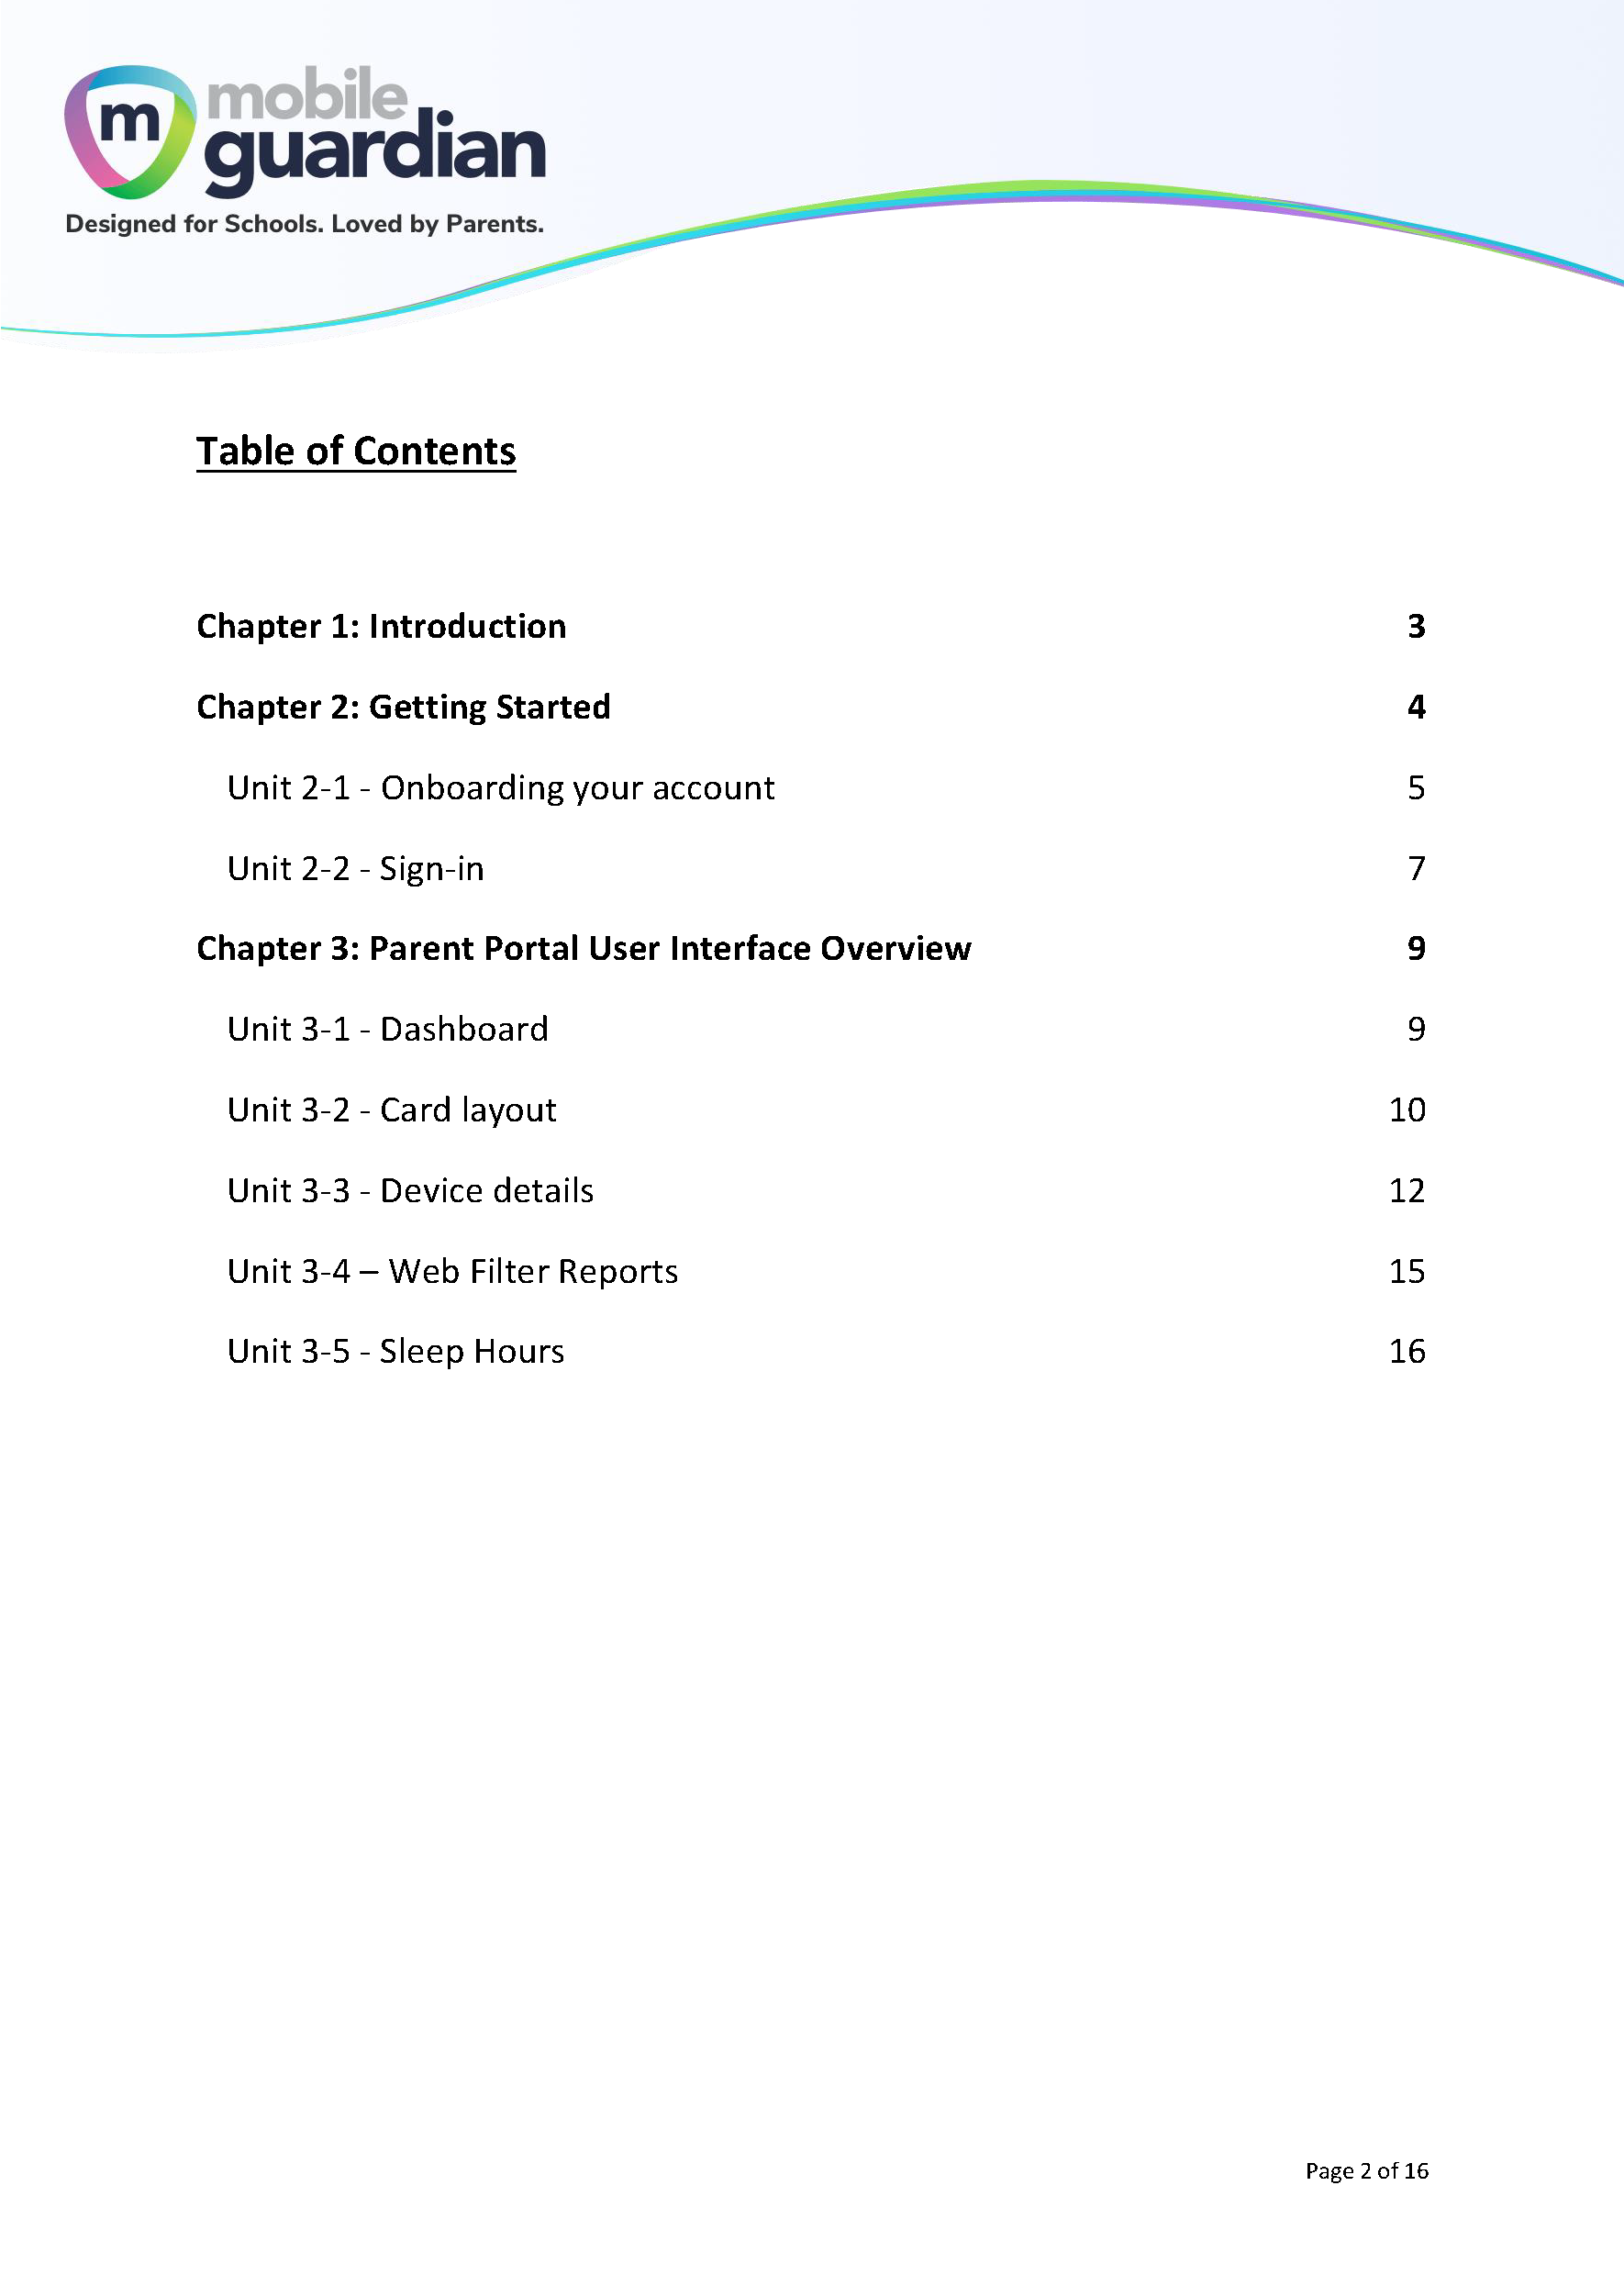 m
mobile
guardian
Designed for Schools. Loved by Parents.
Table of Contents
Chapter 1: Introduction 3
Chapter 2: Getting Started 4
Unit 2-1 - Onboarding your account 5
Unit 2-2 - Sign-in 7
Chapter 3: Parent Portal User Interface Overview 9
Unit 3-1 - Dashboard 9
Unit 3-2 - Card layout 10
Unit 3-3 - Device details 12
Unit 3-4 – Web Filter Reports 15
Unit 3-5 - Sleep Hours 16
Page 2 of 16